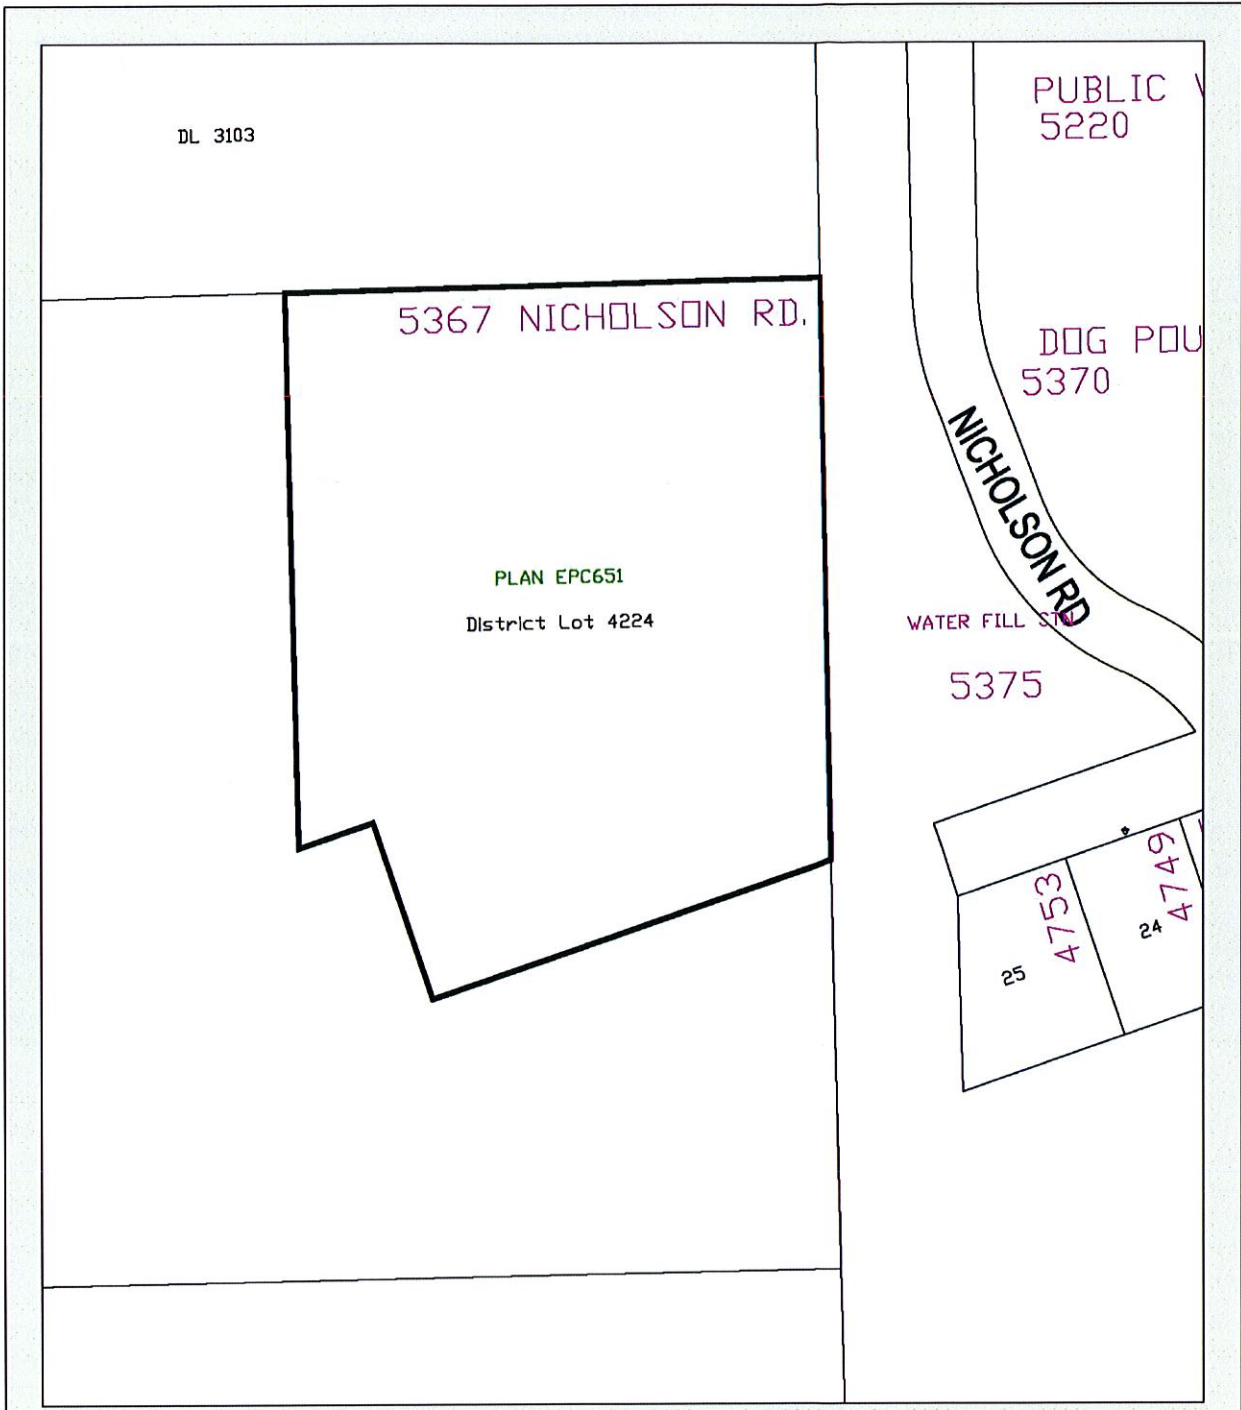 PUBLIC
5220
DL 3103
5367 NICHOLSON RD.
DOG POU
5370
NICHOLSON RD
PLAN EPC651
District Lot 4224
WATER FILL STN
5375
4753
4749
24
25